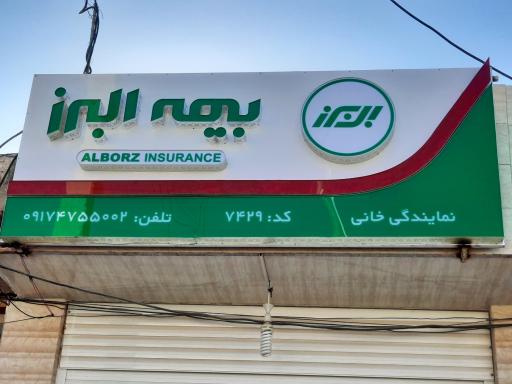 بیمه البرز
ALBORZ INSURANCE
البرز
نمایندگی خانی کد: ۷۴۲۹ تلفن: ۰۹۱۷۴۷۵۵۰۰۲